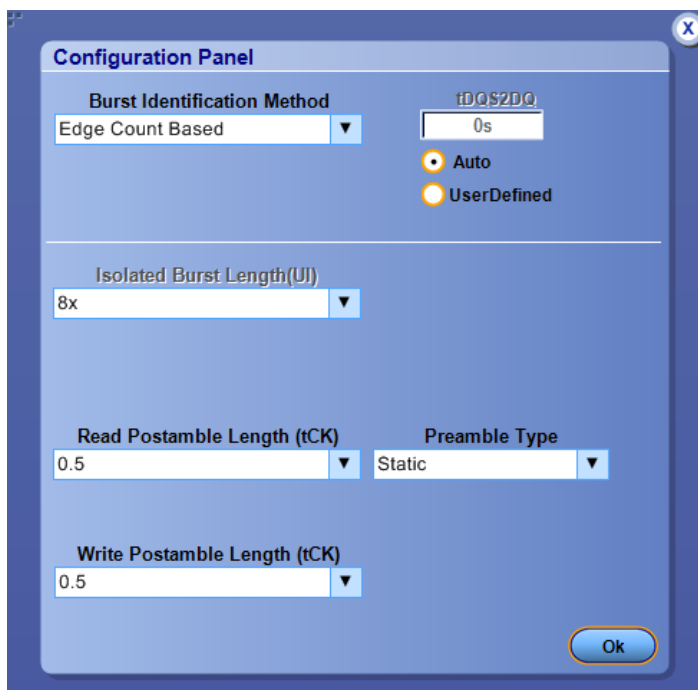 X
Configuration Panel
Burst Identification Method
Edge Count Based
tDQS2DQ
0s
Auto
UserDefined
Isolated Burst Length(UI)
8x
Read Postamble Length (tCK)
0.5
Preamble Type
Static
Write Postamble Length (tCK)
0.5
Ok